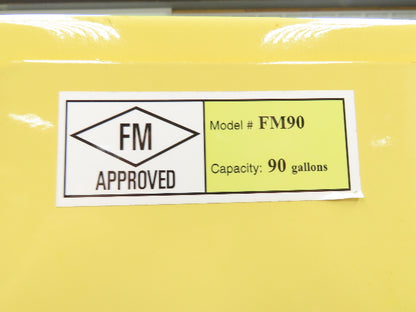 FM
APPROVED
Model # FM90
Capacity: 90 gallons